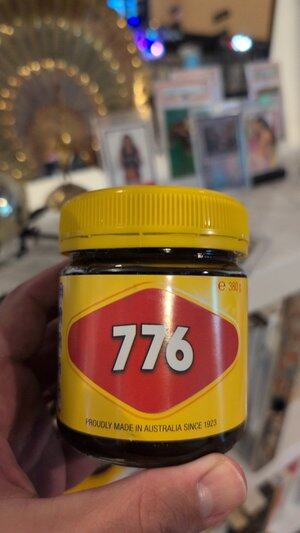 ℮ 380 g
776
PROUDLY MADE IN AUSTRALIA SINCE 1923